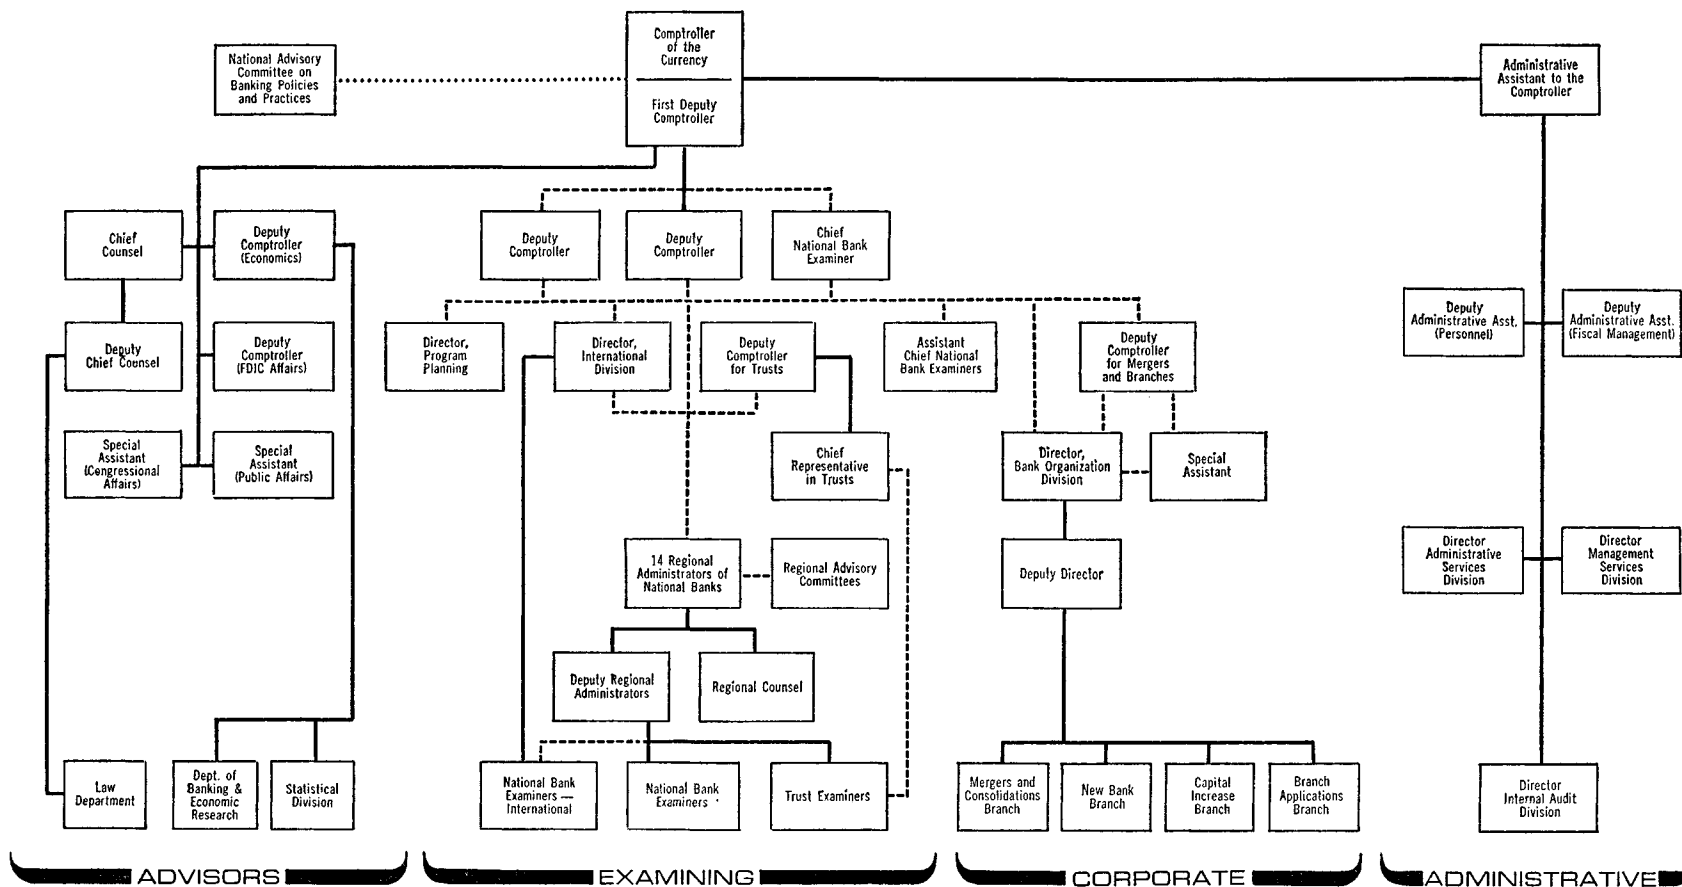 Comptroller
of the
Currency
First Deputy
Comptroller
National Advisory
Committee on
Banking Policies
and Practices
Administrative
Assistant to the
Comptroller
Chief
Counsel
Deputy
Comptroller
(Economics)
Deputy
Comptroller
Deputy
Comptroller
Chief
National Bank
Examiner
Deputy
Administrative Asst.
(Personnel)
Deputy
Administrative Asst.
(Fiscal Management)
Deputy
Chief Counsel
Deputy
Comptroller
(FDIC Affairs)
Director,
Program
Planning
Director,
International
Division
Deputy
Comptroller
for Trusts
Assistant
Chief National
Bank Examiners
Deputy
Comptroller
for Mergers
and Branches
Special
Assistant
(Congressional
Affairs)
Special
Assistant
(Public Affairs)
Chief
Representative
in Trusts
Director,
Bank Organization
Division
Special
Assistant
14 Regional
Administrators of
National Banks
Regional Advisory
Committees
Deputy Director
Director
Administrative
Services
Division
Director
Management
Services
Division
Deputy Regional
Administrators
Regional Counsel
Law
Department
Dept. of
Banking &
Economic
Research
Statistical
Division
National Bank
Examiners—
International
National Bank
Examiners
Trust Examiners
Mergers and
Consolidations
Branch
New Bank
Branch
Capital
Increase
Branch
Branch
Applications
Branch
Director
Internal Audit
Division
ADVISORS
EXAMINING
CORPORATE
ADMINISTRATIVE